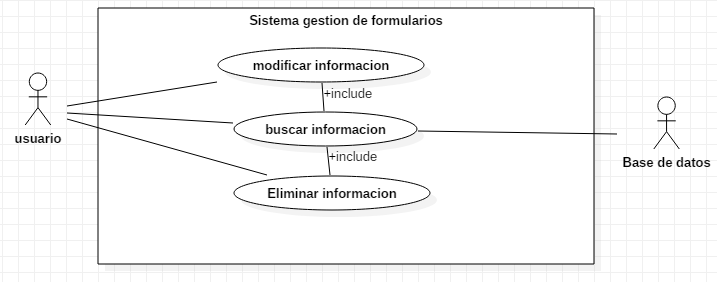 Sistema gestion de formularios
modificar informacion
+include
buscar informacion
usuario
Base de datos
+include
Eliminar informacion